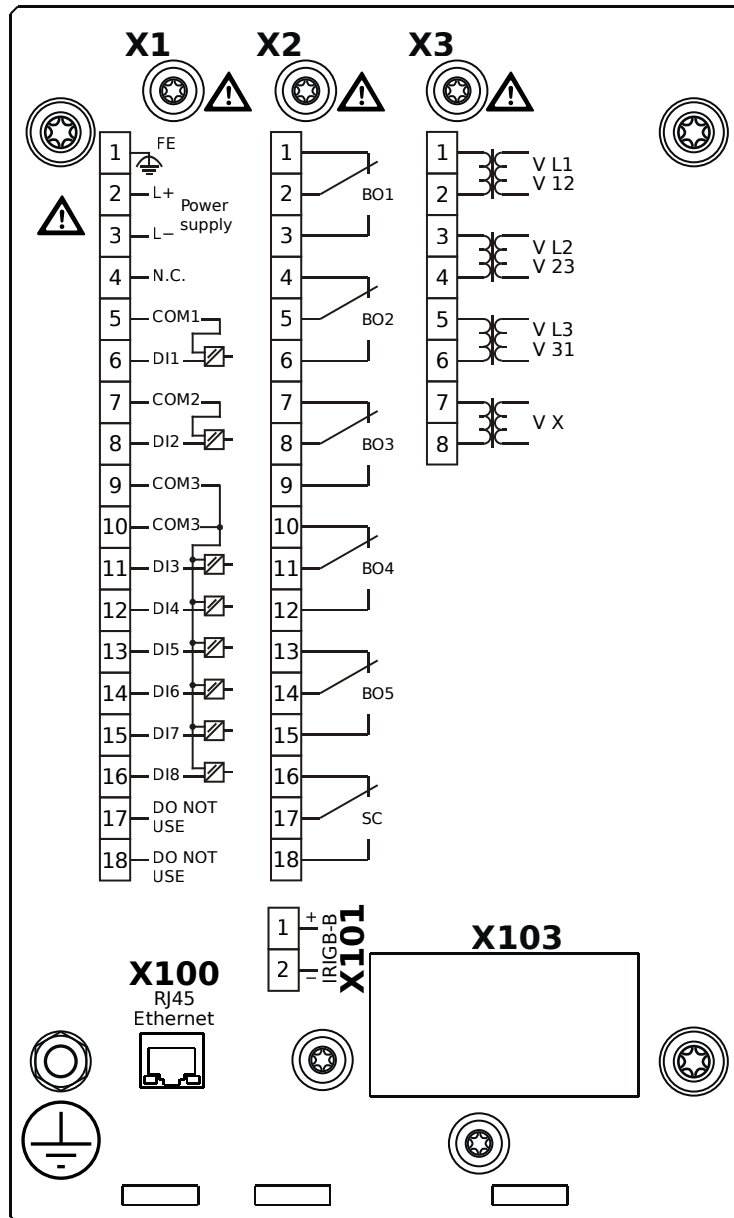 X1 X2 X3
1 FE
2 L+ Power supply
3 L−
4 N.C.
5 COM1
6 DI1
7 COM2
8 DI2
9 COM3
10 COM3
11 DI3
12 DI4
13 DI5
14 DI6
15 DI7
16 DI8
17 DO NOT
USE
18 DO NOT
USE
1
2 BO1
3
4
5 BO2
6
7
8 BO3
9
10
11 BO4
12
13
14 BO5
15
16
17 SC
18
1 V L1
2 V 12
3 V L2
4 V 23
5 V L3
6 V 31
7 V X
8
1 +
2 −
IRIGB-B
X101
X100
RJ45
Ethernet
X103